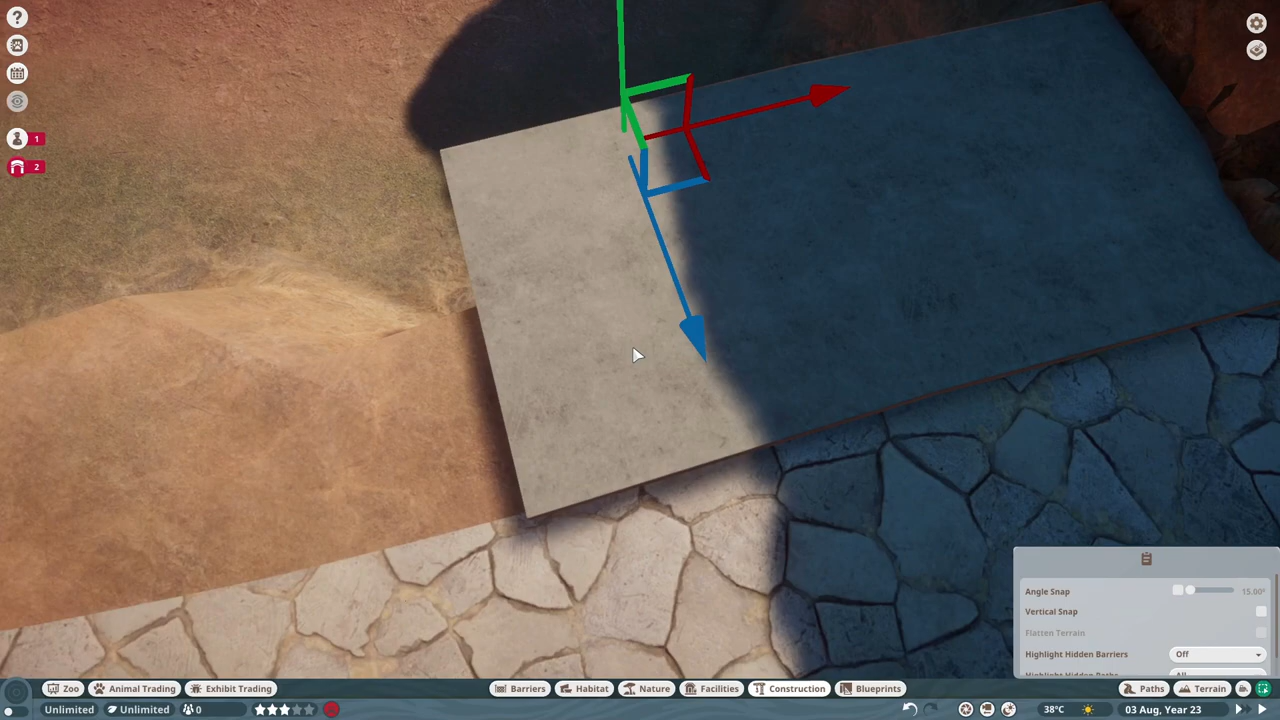 ?
1
2
Angle Snap 15.00°
Vertical Snap
Flatten Terrain
Highlight Hidden Barriers Off
Zoo Animal Trading Exhibit Trading Barriers Habitat Nature Facilities Construction Blueprints Paths Terrain
Unlimited Unlimited 0 38°C 03 Aug, Year 23